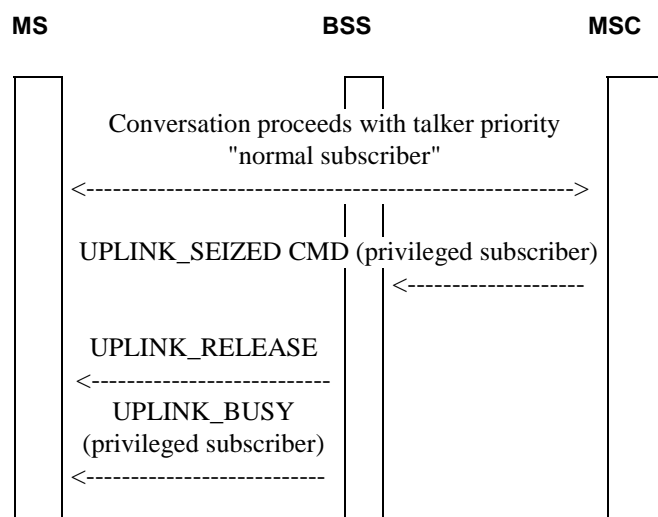 MS BSS MSC
Conversation proceeds with talker priority
"normal subscriber"
<------------------------------------------------------>
UPLINK_SEIZED CMD (privileged subscriber)
<--------------------
UPLINK_RELEASE
<---------------------------
UPLINK_BUSY
(privileged subscriber)
<---------------------------